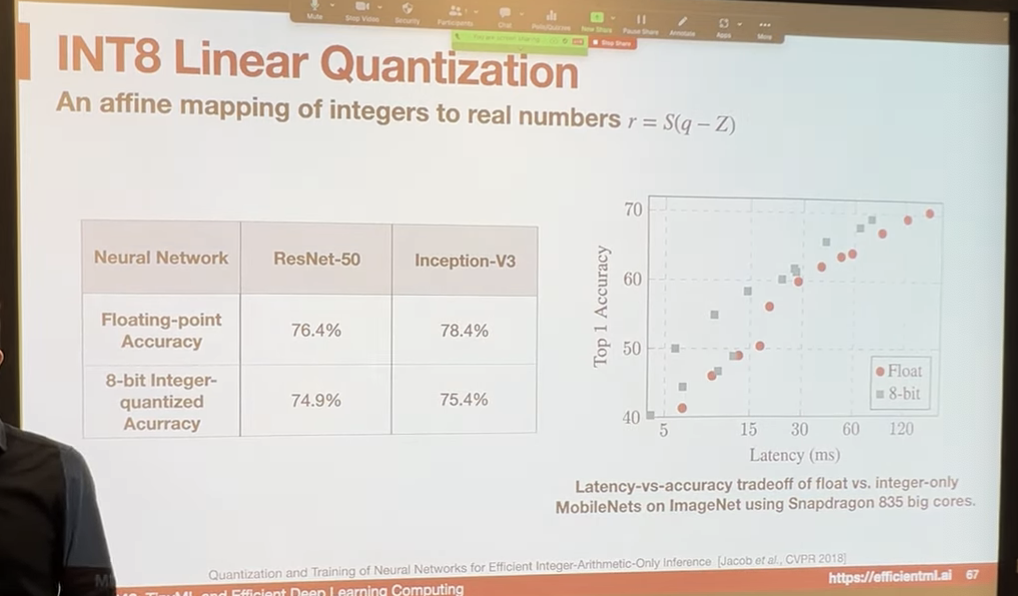 Mute
Stop Video
Security
Participants
Chat
Polls/Quizzes
New Share
Pause Share
Annotate
Apps
More
Stop Share
INT8 Linear Quantization
An affine mapping of integers to real numbers r = S(q – Z)
Neural Network
ResNet-50
Inception-V3
Floating-point
Accuracy
76.4%
78.4%
8-bit Integer-
quantized
Acurracy
74.9%
75.4%
Top 1 Accuracy
70
60
50
40
5
15
30
60
120
Latency (ms)
Float
8-bit
Latency-vs-accuracy tradeoff of float vs. integer-only
MobileNets on ImageNet using Snapdragon 835 big cores.
Quantization and Training of Neural Networks for Efficient Integer-Arithmetic-Only Inference [Jacob et al., CVPR 2018]
TinyML and Efficient Deep Learning Computing
https://efficientml.ai 67